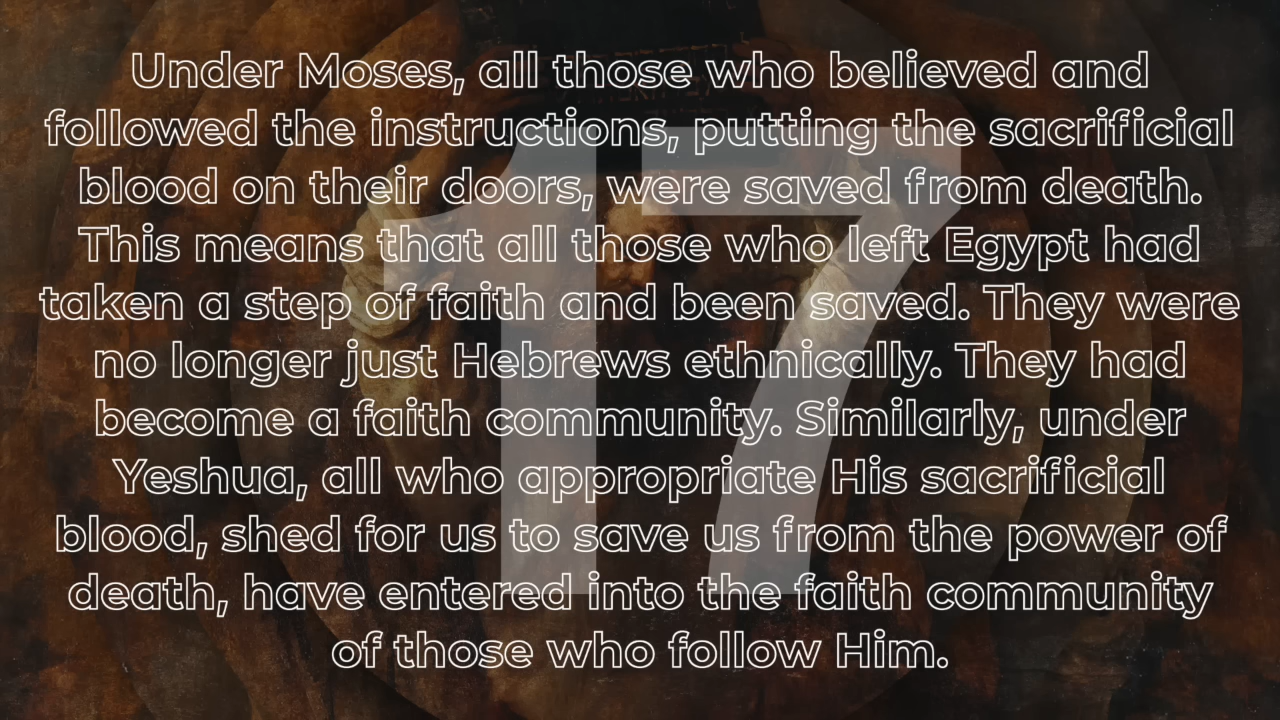 Under Moses, all those who believed and
followed the instructions, putting the sacrificial
blood on their doors, were saved from death.
This means that all those who left Egypt had
taken a step of faith and been saved. They were
no longer just Hebrews ethnically. They had
become a faith community. Similarly, under
Yeshua, all who appropriate His sacrificial
blood, shed for us to save us from the power of
death, have entered into the faith community
of those who follow Him.
17